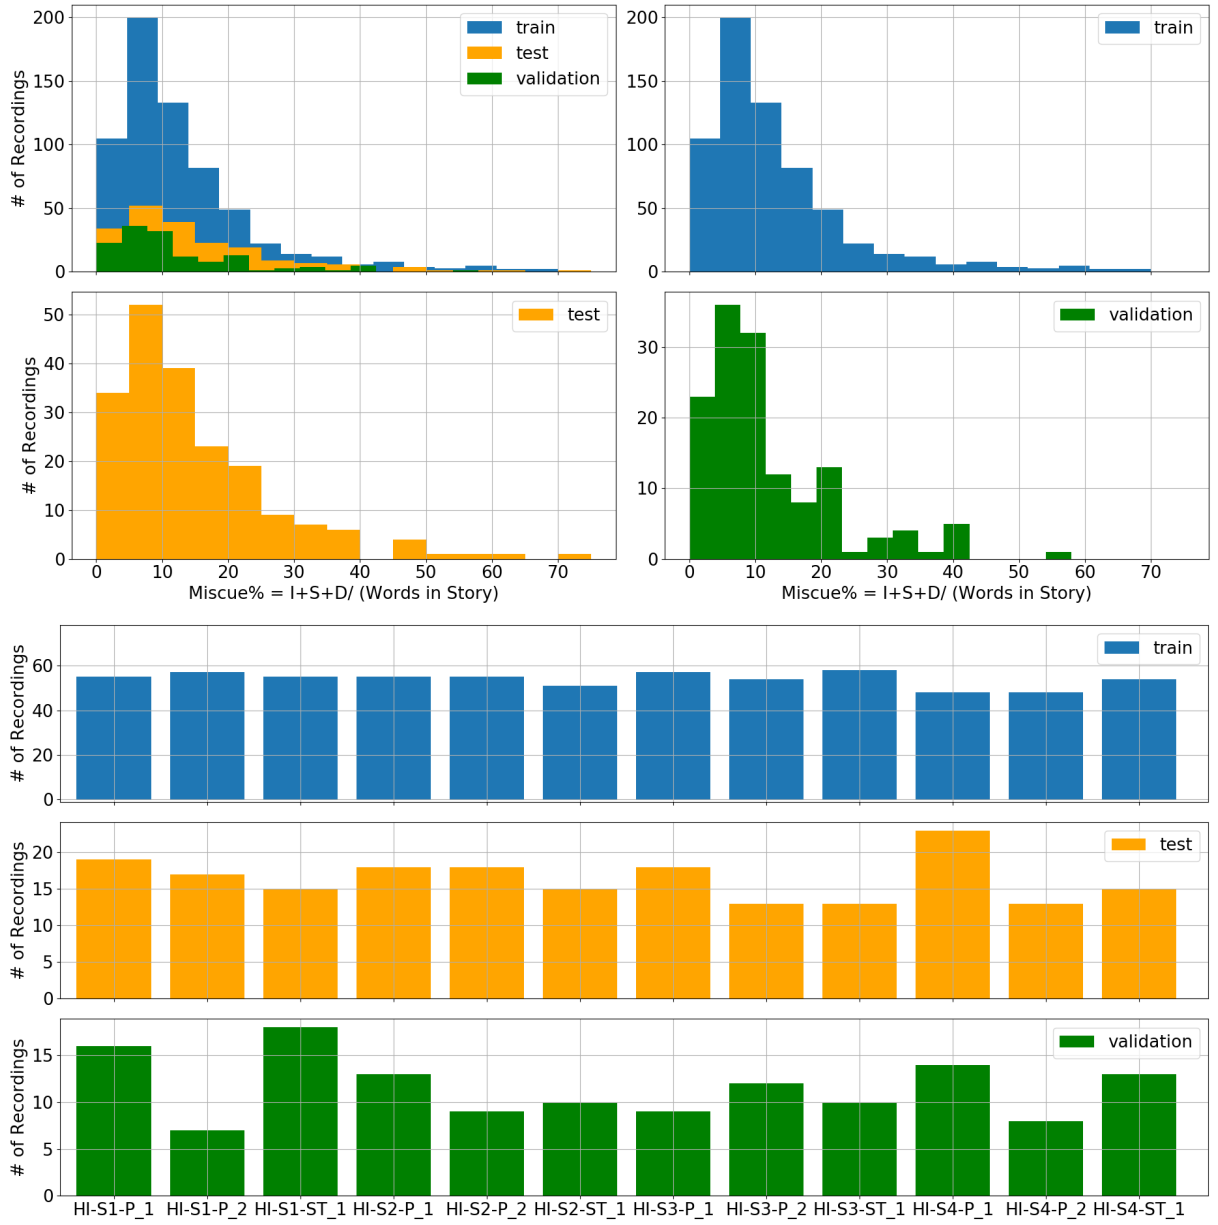 # of Recordings
200
150
100
50
0
train
test
validation
200
150
100
50
0
train
# of Recordings
50
40
30
20
10
0
test
0 10 20 30 40 50 60 70
Miscue% = I+S+D/ (Words in Story)
30
20
10
0
validation
0 10 20 30 40 50 60 70
Miscue% = I+S+D/ (Words in Story)
# of Recordings
60
40
20
0
train
# of Recordings
20
15
10
5
0
test
# of Recordings
15
10
5
0
validation
HI-S1-P_1 HI-S1-P_2 HI-S1-ST_1 HI-S2-P_1 HI-S2-P_2 HI-S2-ST_1 HI-S3-P_1 HI-S3-P_2 HI-S3-ST_1 HI-S4-P_1 HI-S4-P_2 HI-S4-ST_1